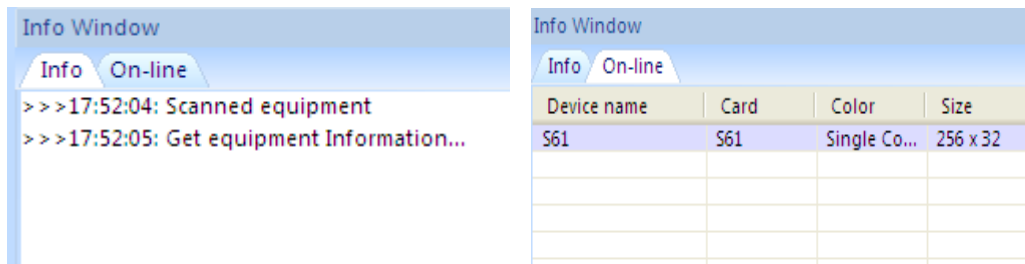 Info Window
Info On-line
>>>17:52:04: Scanned equipment
>>>17:52:05: Get equipment Information...
Info Window
Info On-line
Device name Card Color Size
S61 S61 Single Co... 256 x 32